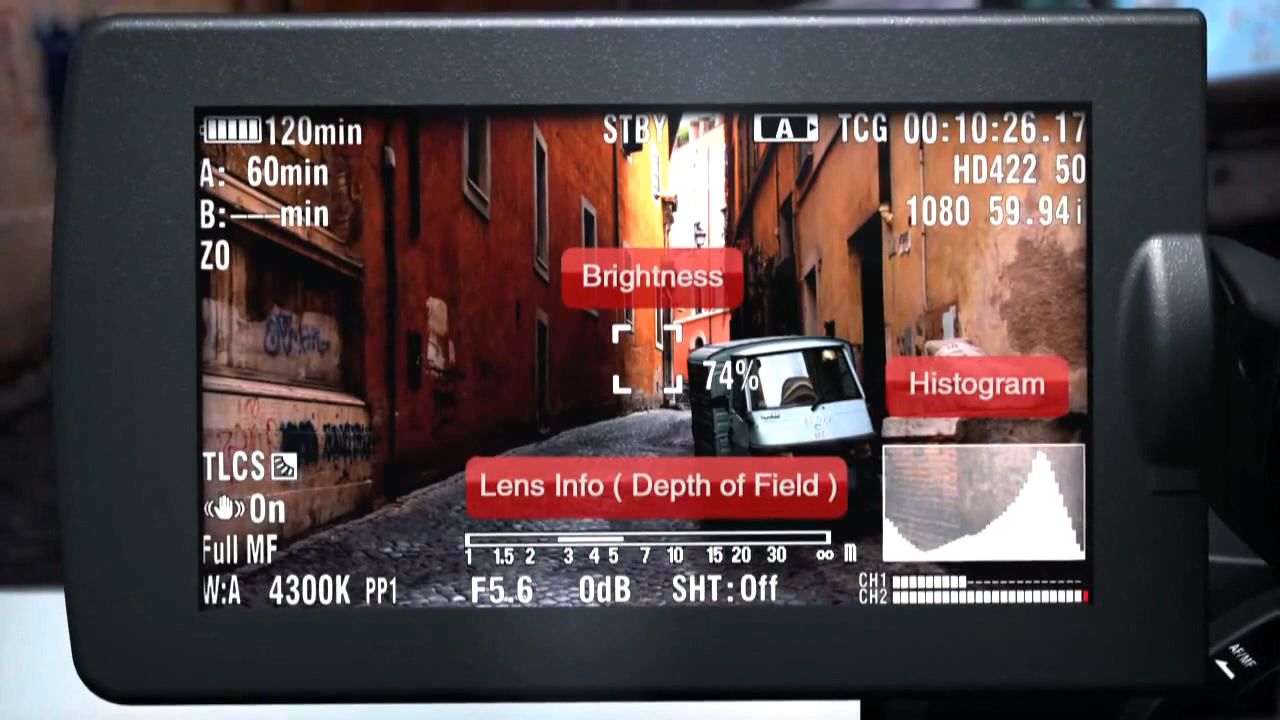 120min
STBY
A
TCG 00:10:26.17
A: 60min
HD422 50
B:---min
1080 59.94i
Z0
Brightness
74%
Histogram
TLCS
Lens Info ( Depth of Field )
On
Full MF
1 1.5 2 3 4 5 7 10 15 20 30 ∞ m
W:A 4300K PP1
F5.6 0dB SHT:Off
CH1
CH2
AF/MF